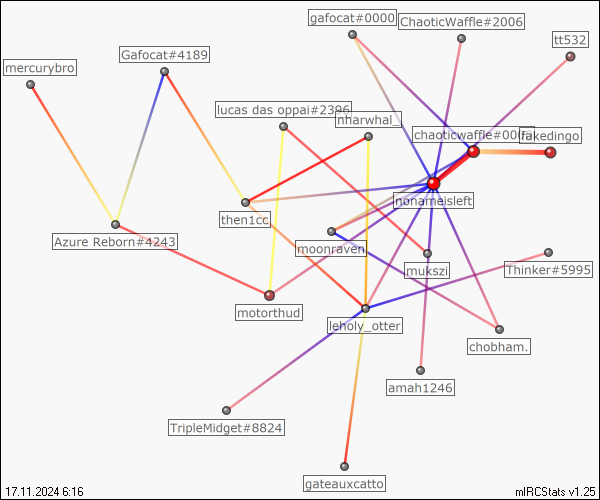 gafocat#0000
ChaoticWaffle#2006
tt532
Gafocat#4189
mercurybro
lucas das oppai#2396
nharwhal_
chaoticwaffle#0
fakedingo
nonameisleft
then1cc
Azure Reborn#4243
moonraven
mukszi
Thinker#5995
motorthud
leholy_otter
chobham.
amah1246
TripleMidget#8824
gateauxcatto
17.11.2024 6:16
mIRCStats v1.25